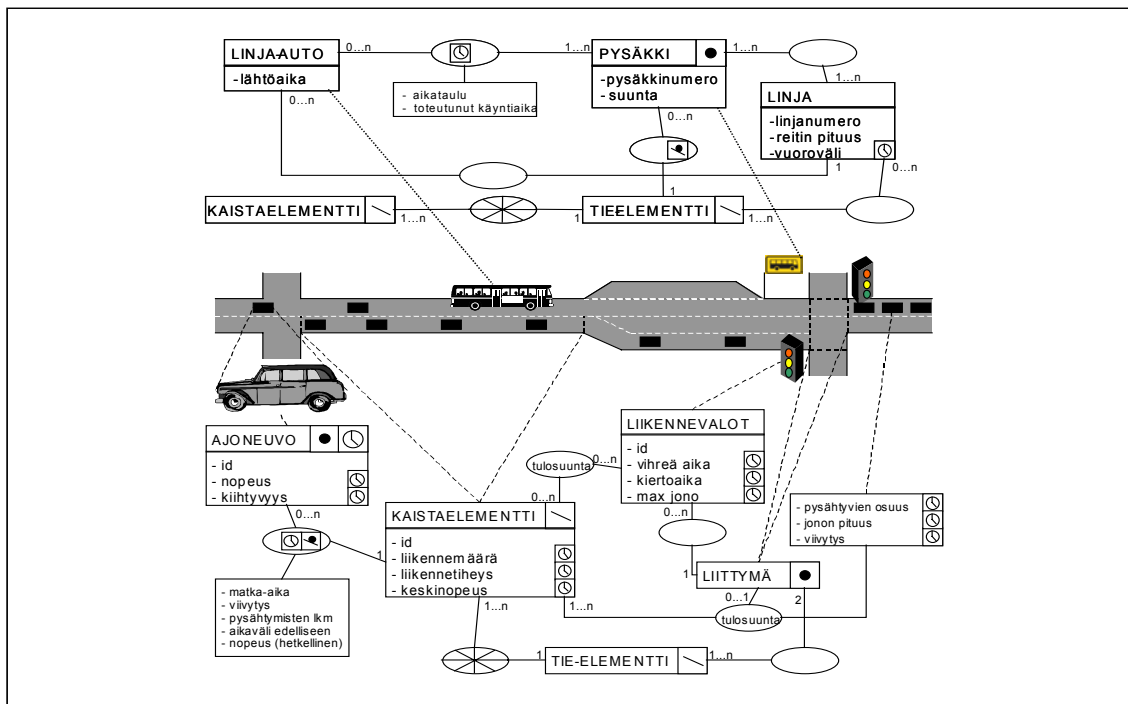 LINJA-AUTO
-lähtöaika
0...n
0...n
1...n
- aikataulu
- toteutunut käyntiaika
PYSÄKKI
-pysäkkinumero
- suunta
1...n
0...n
1...n
LINJA
-linjanumero
-reitin pituus
-vuoroväli
1
0...n
1
KAISTAELEMENTTI
1...n
1
TIE-ELEMENTTI
1...n
AJONEUVO
- id
- nopeus
- kiihtyvyys
0...n
1
- matka-aika
- viivytys
- pysähtymisten lkm
- aikaväli edelliseen
- nopeus (hetkellinen)
tulosuunta
0...n
0...n
KAISTAELEMENTTI
- id
- liikennemäärä
- liikennetiheys
- keskinopeus
1...n
1...n
LIIKENNEVALOT
- id
- vihreä aika
- kiertoaika
- max jono
0...n
- pysähtyvien osuus
- jonon pituus
- viivytys
1
LIITTYMÄ
0...1
2
tulosuunta
1
TIE-ELEMENTTI
1...n